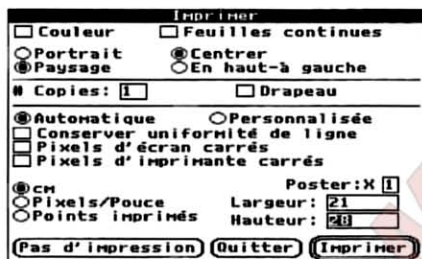 Imprimer
Couleur Feuilles continues
Portrait Centrer
Paysage En haut-à gauche
# Copies: 1 Drapeau
Automatique Personnalisée
Conserver uniformité de ligne
Pixels d'écran carrés
Pixels d'imprimante carrés
CM Poster:X 1
Pixels/Pouce Largeur: 21
Points imprimés Hauteur: 28
Pas d'impression Quitter Imprimer